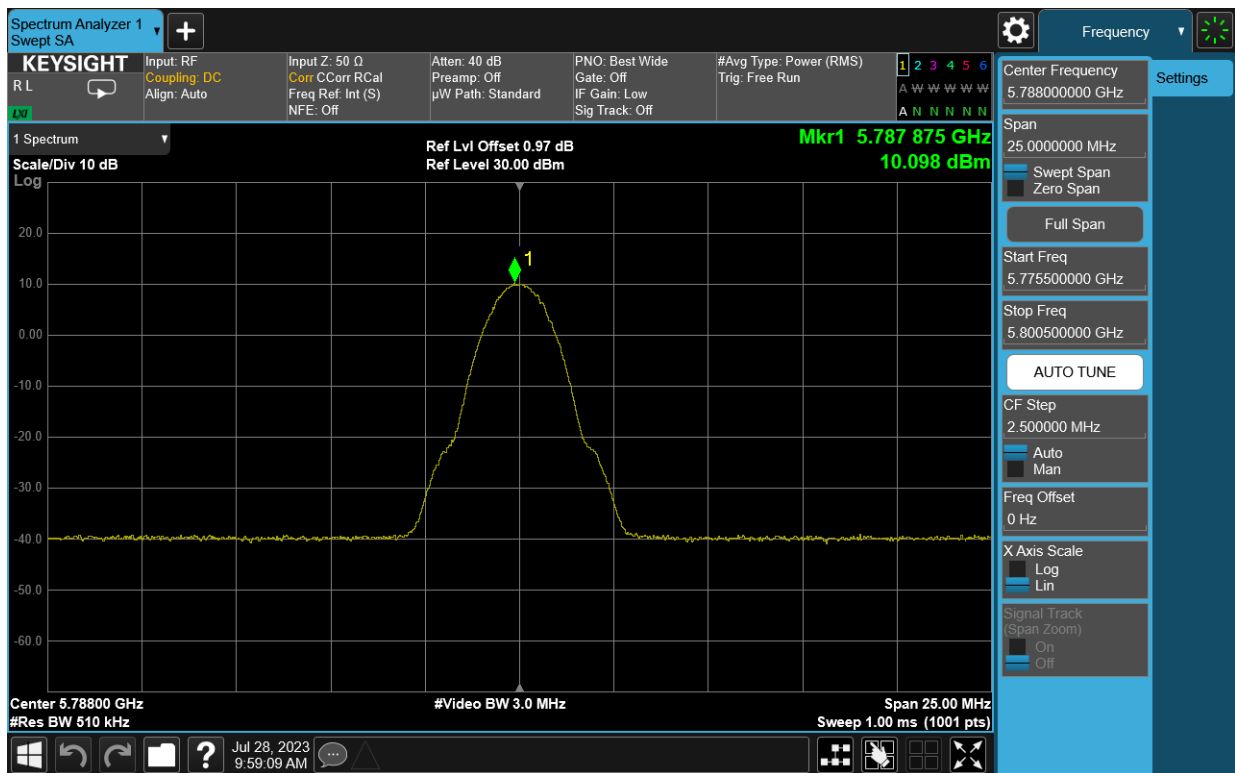 Spectrum Analyzer 1
Swept SA
Frequency
KEYSIGHT
R L
LXI
Input: RF
Coupling: DC
Align: Auto
Input Z: 50 Ω
Corr CCorr RCal
Freq Ref: Int (S)
NFE: Off
Atten: 40 dB
Preamp: Off
µW Path: Standard
PNO: Best Wide
Gate: Off
IF Gain: Low
Sig Track: Off
#Avg Type: Power (RMS)
Trig: Free Run
1 2 3 4 5 6
A W W W W W
A N N N N N
1 Spectrum
Scale/Div 10 dB
Log
Ref Lvl Offset 0.97 dB
Ref Level 30.00 dBm
Mkr1 5.787 875 GHz
10.098 dBm
1
20.0
10.0
0.00
-10.0
-20.0
-30.0
-40.0
-50.0
-60.0
Center 5.78800 GHz
#Res BW 510 kHz
#Video BW 3.0 MHz
Span 25.00 MHz
Sweep 1.00 ms (1001 pts)
Center Frequency
5.788000000 GHz
Settings
Span
25.0000000 MHz
Swept Span
Zero Span
Full Span
Start Freq
5.775500000 GHz
Stop Freq
5.800500000 GHz
AUTO TUNE
CF Step
2.500000 MHz
Auto
Man
Freq Offset
0 Hz
X Axis Scale
Log
Lin
Signal Track
(Span Zoom)
On
Off
?
Jul 28, 2023
9:59:09 AM